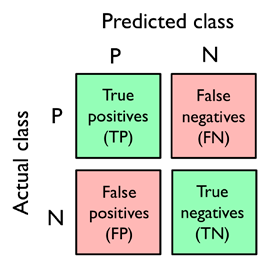 Predicted class
P N
Actual class
P
True
positives
(TP)
False
negatives
(FN)
N
False
positives
(FP)
True
negatives
(TN)